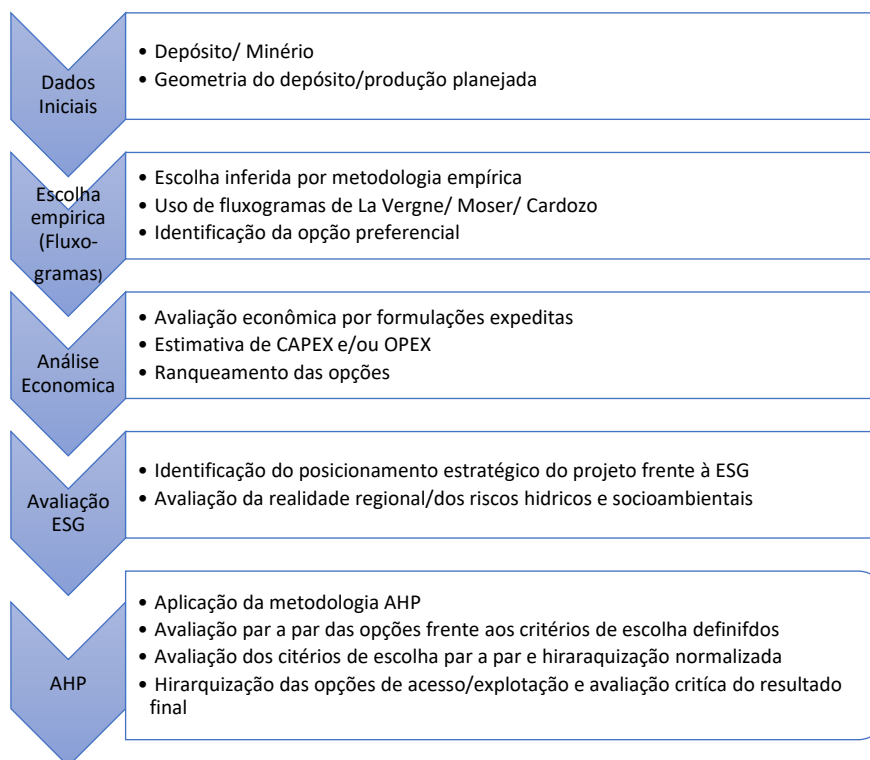 Dados
Iniciais
• Depósito/ Minério
• Geometria do depósito/produção planejada
Escolha
empirica
(Fluxo-
gramas)
• Escolha inferida por metodologia empírica
• Uso de fluxogramas de La Vergne/ Moser/ Cardozo
• Identificação da opção preferencial
Análise
Economica
• Avaliação econômica por formulações expeditas
• Estimativa de CAPEX e/ou OPEX
• Ranqueamento das opções
Avaliação
ESG
• Identificação do posicionamento estratégico do projeto frente à ESG
• Avaliação da realidade regional/dos riscos hidricos e socioambientais
AHP
• Aplicação da metodologia AHP
• Avaliação par a par das opções frente aos critérios de escolha definifdos
• Avaliação dos citérios de escolha par a par e hiraraquização normalizada
• Hirarquização das opções de acesso/explotação e avaliação critíca do resultado
final